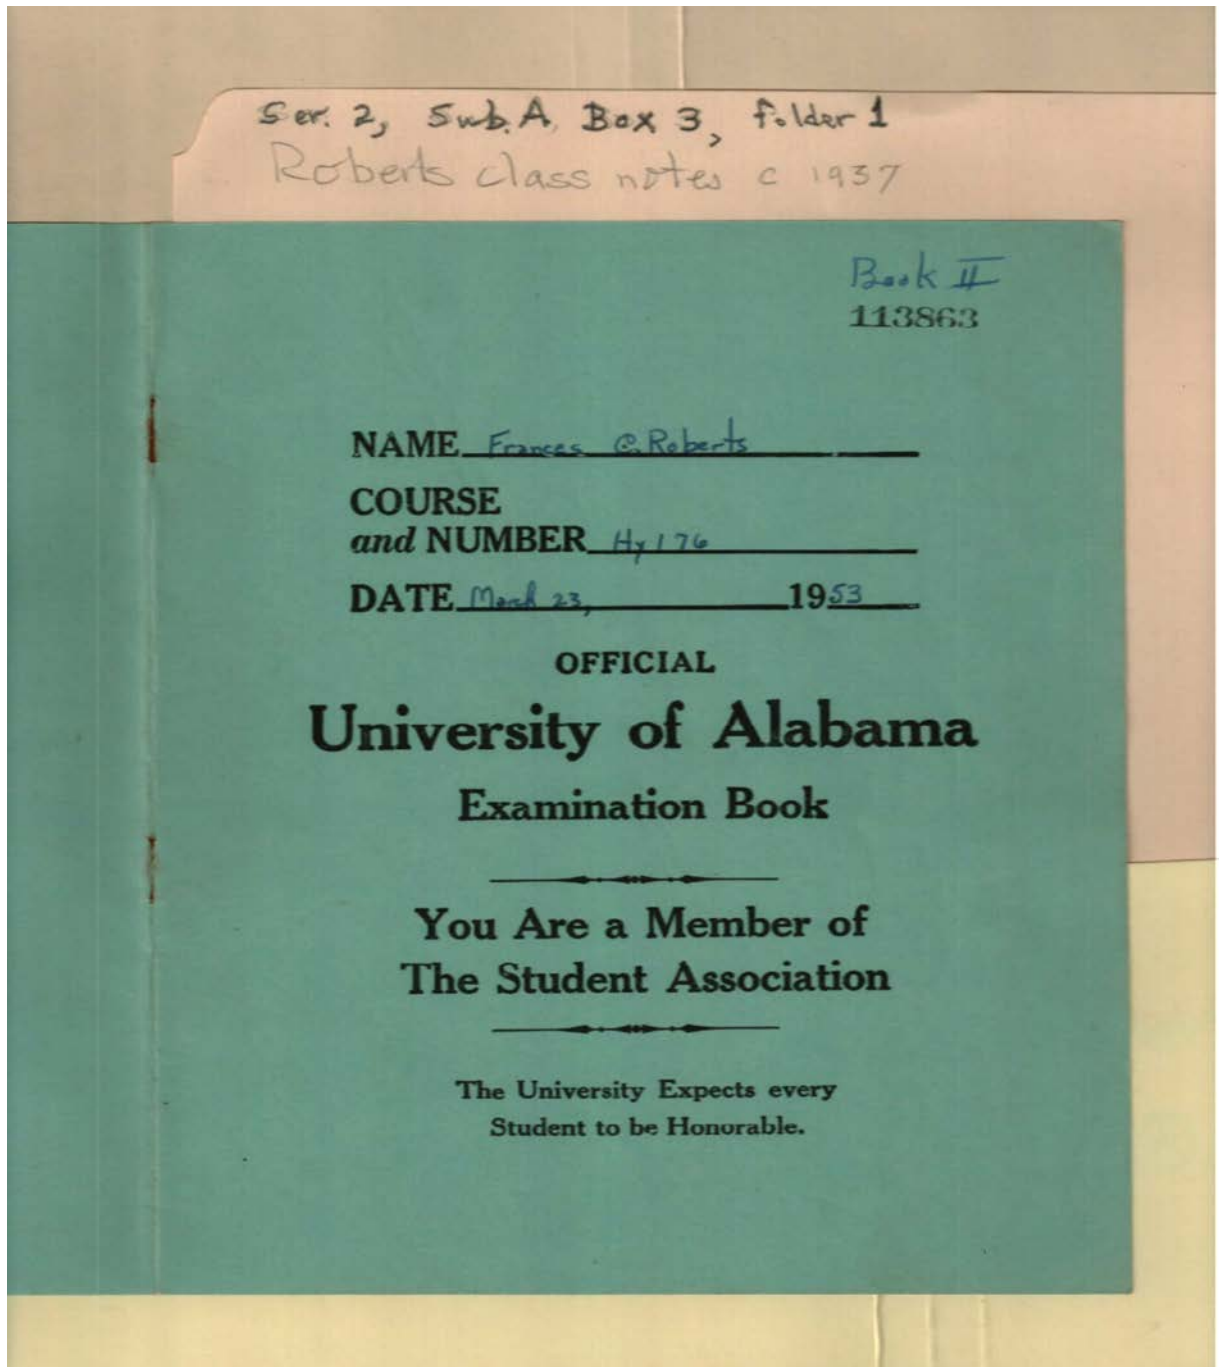 Ser. 2, Sub. A, Box 3, folder 1
Roberts class notes c 1937
Book II
113863
NAME Frances C. Roberts
COURSE
and NUMBER Hy 176
DATE March 23, 1953
OFFICIAL
University of Alabama
Examination Book
You Are a Member of
The Student Association
The University Expects every
Student to be Honorable.